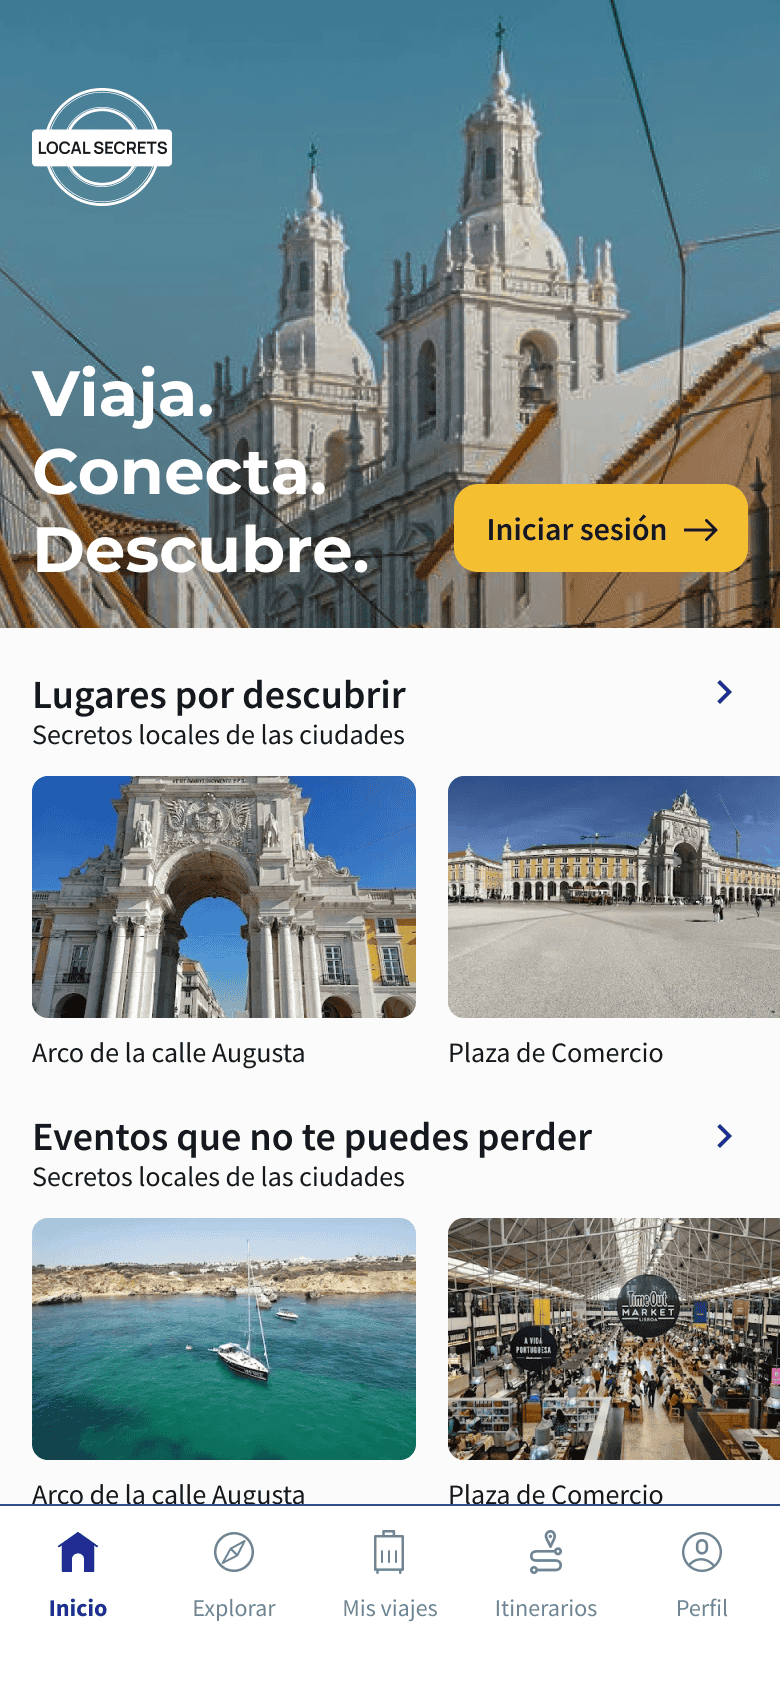 LOCAL SECRETS
Viaja.
Conecta.
Descubre.
Iniciar sesión
Lugares por descubrir
Secretos locales de las ciudades
Arco de la calle Augusta
Plaza de Comercio
Eventos que no te puedes perder
Secretos locales de las ciudades
TimeOut
MARKET
LISBOA
A VIDA
PORTUGUESA
Arco de la calle Augusta
Plaza de Comercio
Inicio
Explorar
Mis viajes
Itinerarios
Perfil